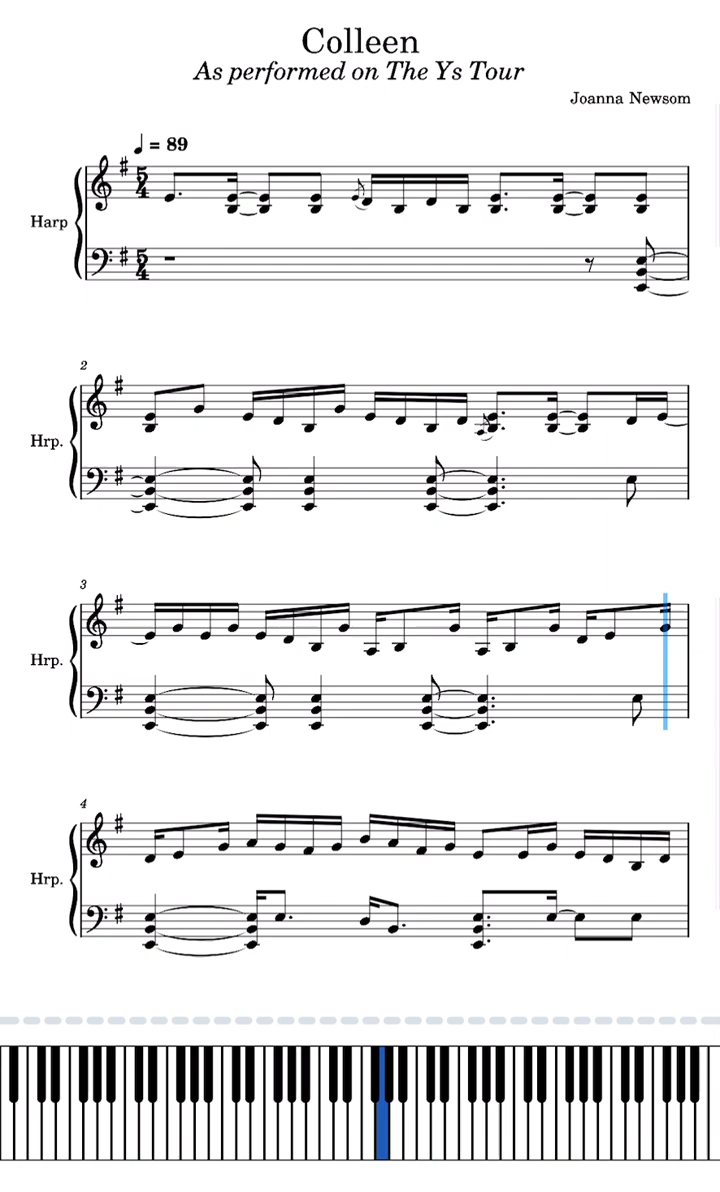 Colleen
As performed on The Ys Tour
Joanna Newsom
= 89
Harp
5
4
5
4
2
Hrp.
3
Hrp.
4
Hrp.